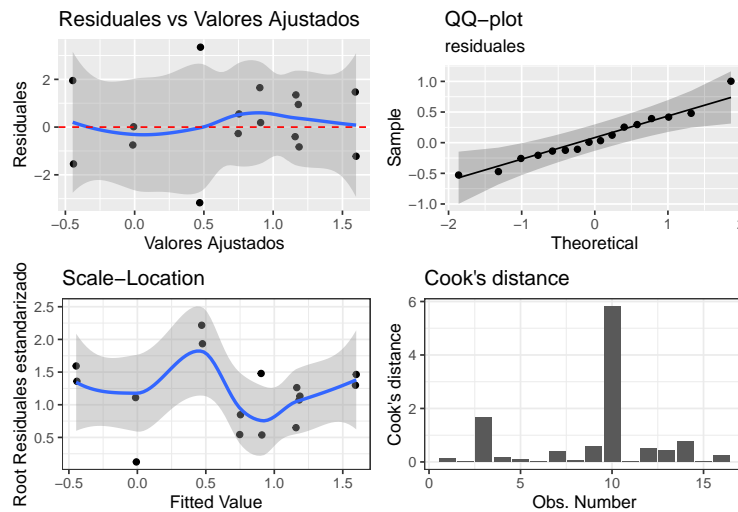 Residuales vs Valores Ajustados
Residuales
2
0
−2
−0.5
0.0
0.5
1.0
1.5
Valores Ajustados
QQ−plot
residuales
Sample
1.0
0.5
0.0
−0.5
−1.0
−2
−1
0
1
2
Theoretical
Scale−Location
Root Residuales estandarizado
2.5
2.0
1.5
1.0
0.5
−0.5
0.0
0.5
1.0
1.5
Fitted Value
Cook's distance
Cook's distance
6
4
2
0
0
5
10
15
Obs. Number